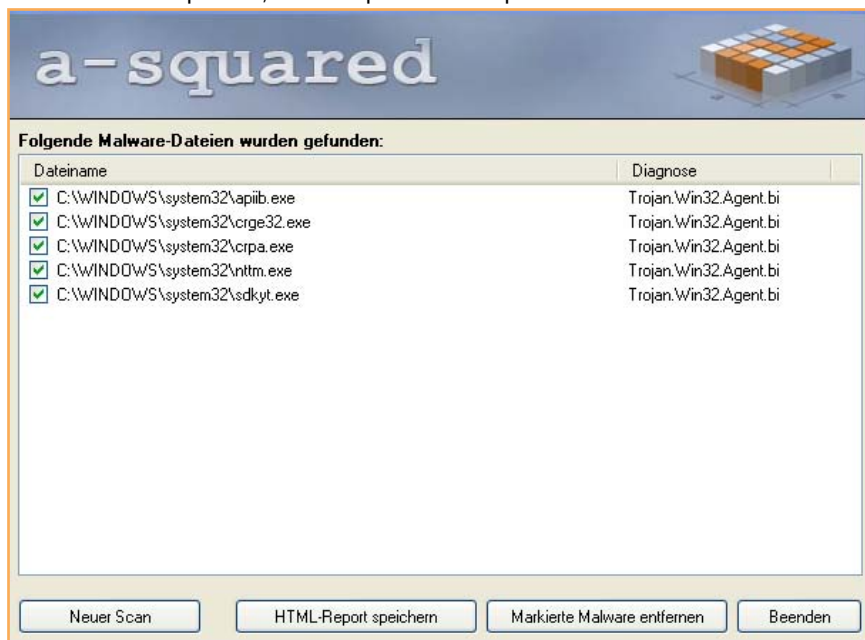 a-squared
Folgende Malware-Dateien wurden gefunden:
Dateiname Diagnose
C:\WINDOWS\system32\apiib.exe Trojan.Win32.Agent.bi
C:\WINDOWS\system32\crge32.exe Trojan.Win32.Agent.bi
C:\WINDOWS\system32\crpa.exe Trojan.Win32.Agent.bi
C:\WINDOWS\system32\nttm.exe Trojan.Win32.Agent.bi
C:\WINDOWS\system32\sdkyt.exe Trojan.Win32.Agent.bi
Neuer Scan HTML-Report speichern Markierte Malware entfernen Beenden